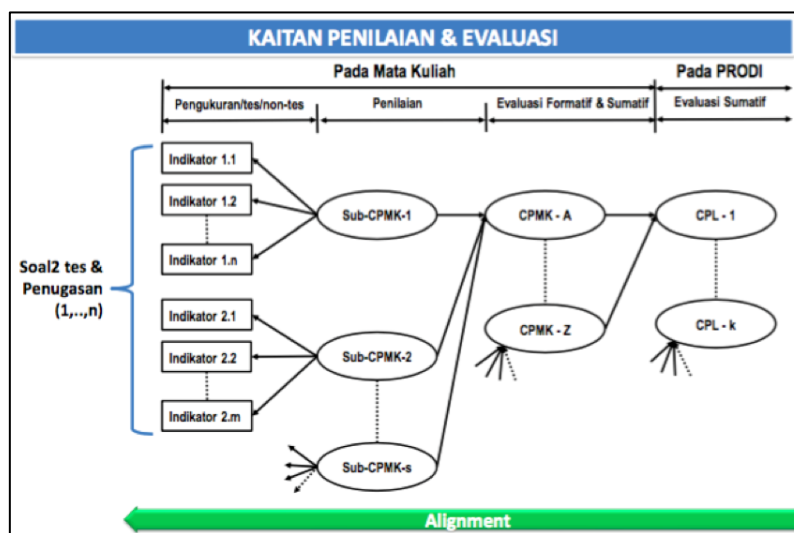 KAITAN PENILAIAN & EVALUASI
Pada Mata Kuliah
Pada PRODI
Pengukuran/tes/non-tes
Penilaian
Evaluasi Formatif & Sumatif
Evaluasi Sumatif
Indikator 1.1
Indikator 1.2
Indikator 1.n
Sub-CPMK-1
CPMK - A
CPL - 1
Soal2 tes &
Penugasan
(1,..,n)
Indikator 2.1
Indikator 2.2
Indikator 2.m
Sub-CPMK-2
CPMK - Z
CPL - k
Sub-CPMK-s
Alignment